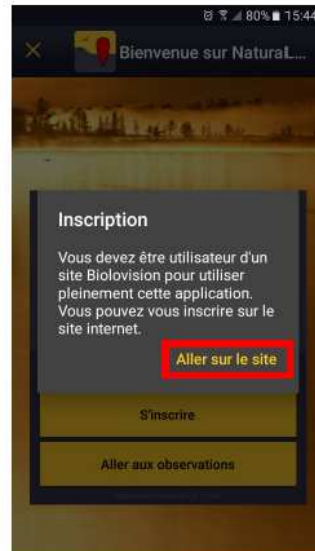 80% 15:44
Bienvenue sur NaturaL...
Inscription
Vous devez être utilisateur d'un
site Biolovision pour utiliser
pleinement cette application.
Vous pouvez vous inscrire sur le
site internet.
Aller sur le site
S'inscrire
Aller aux observations